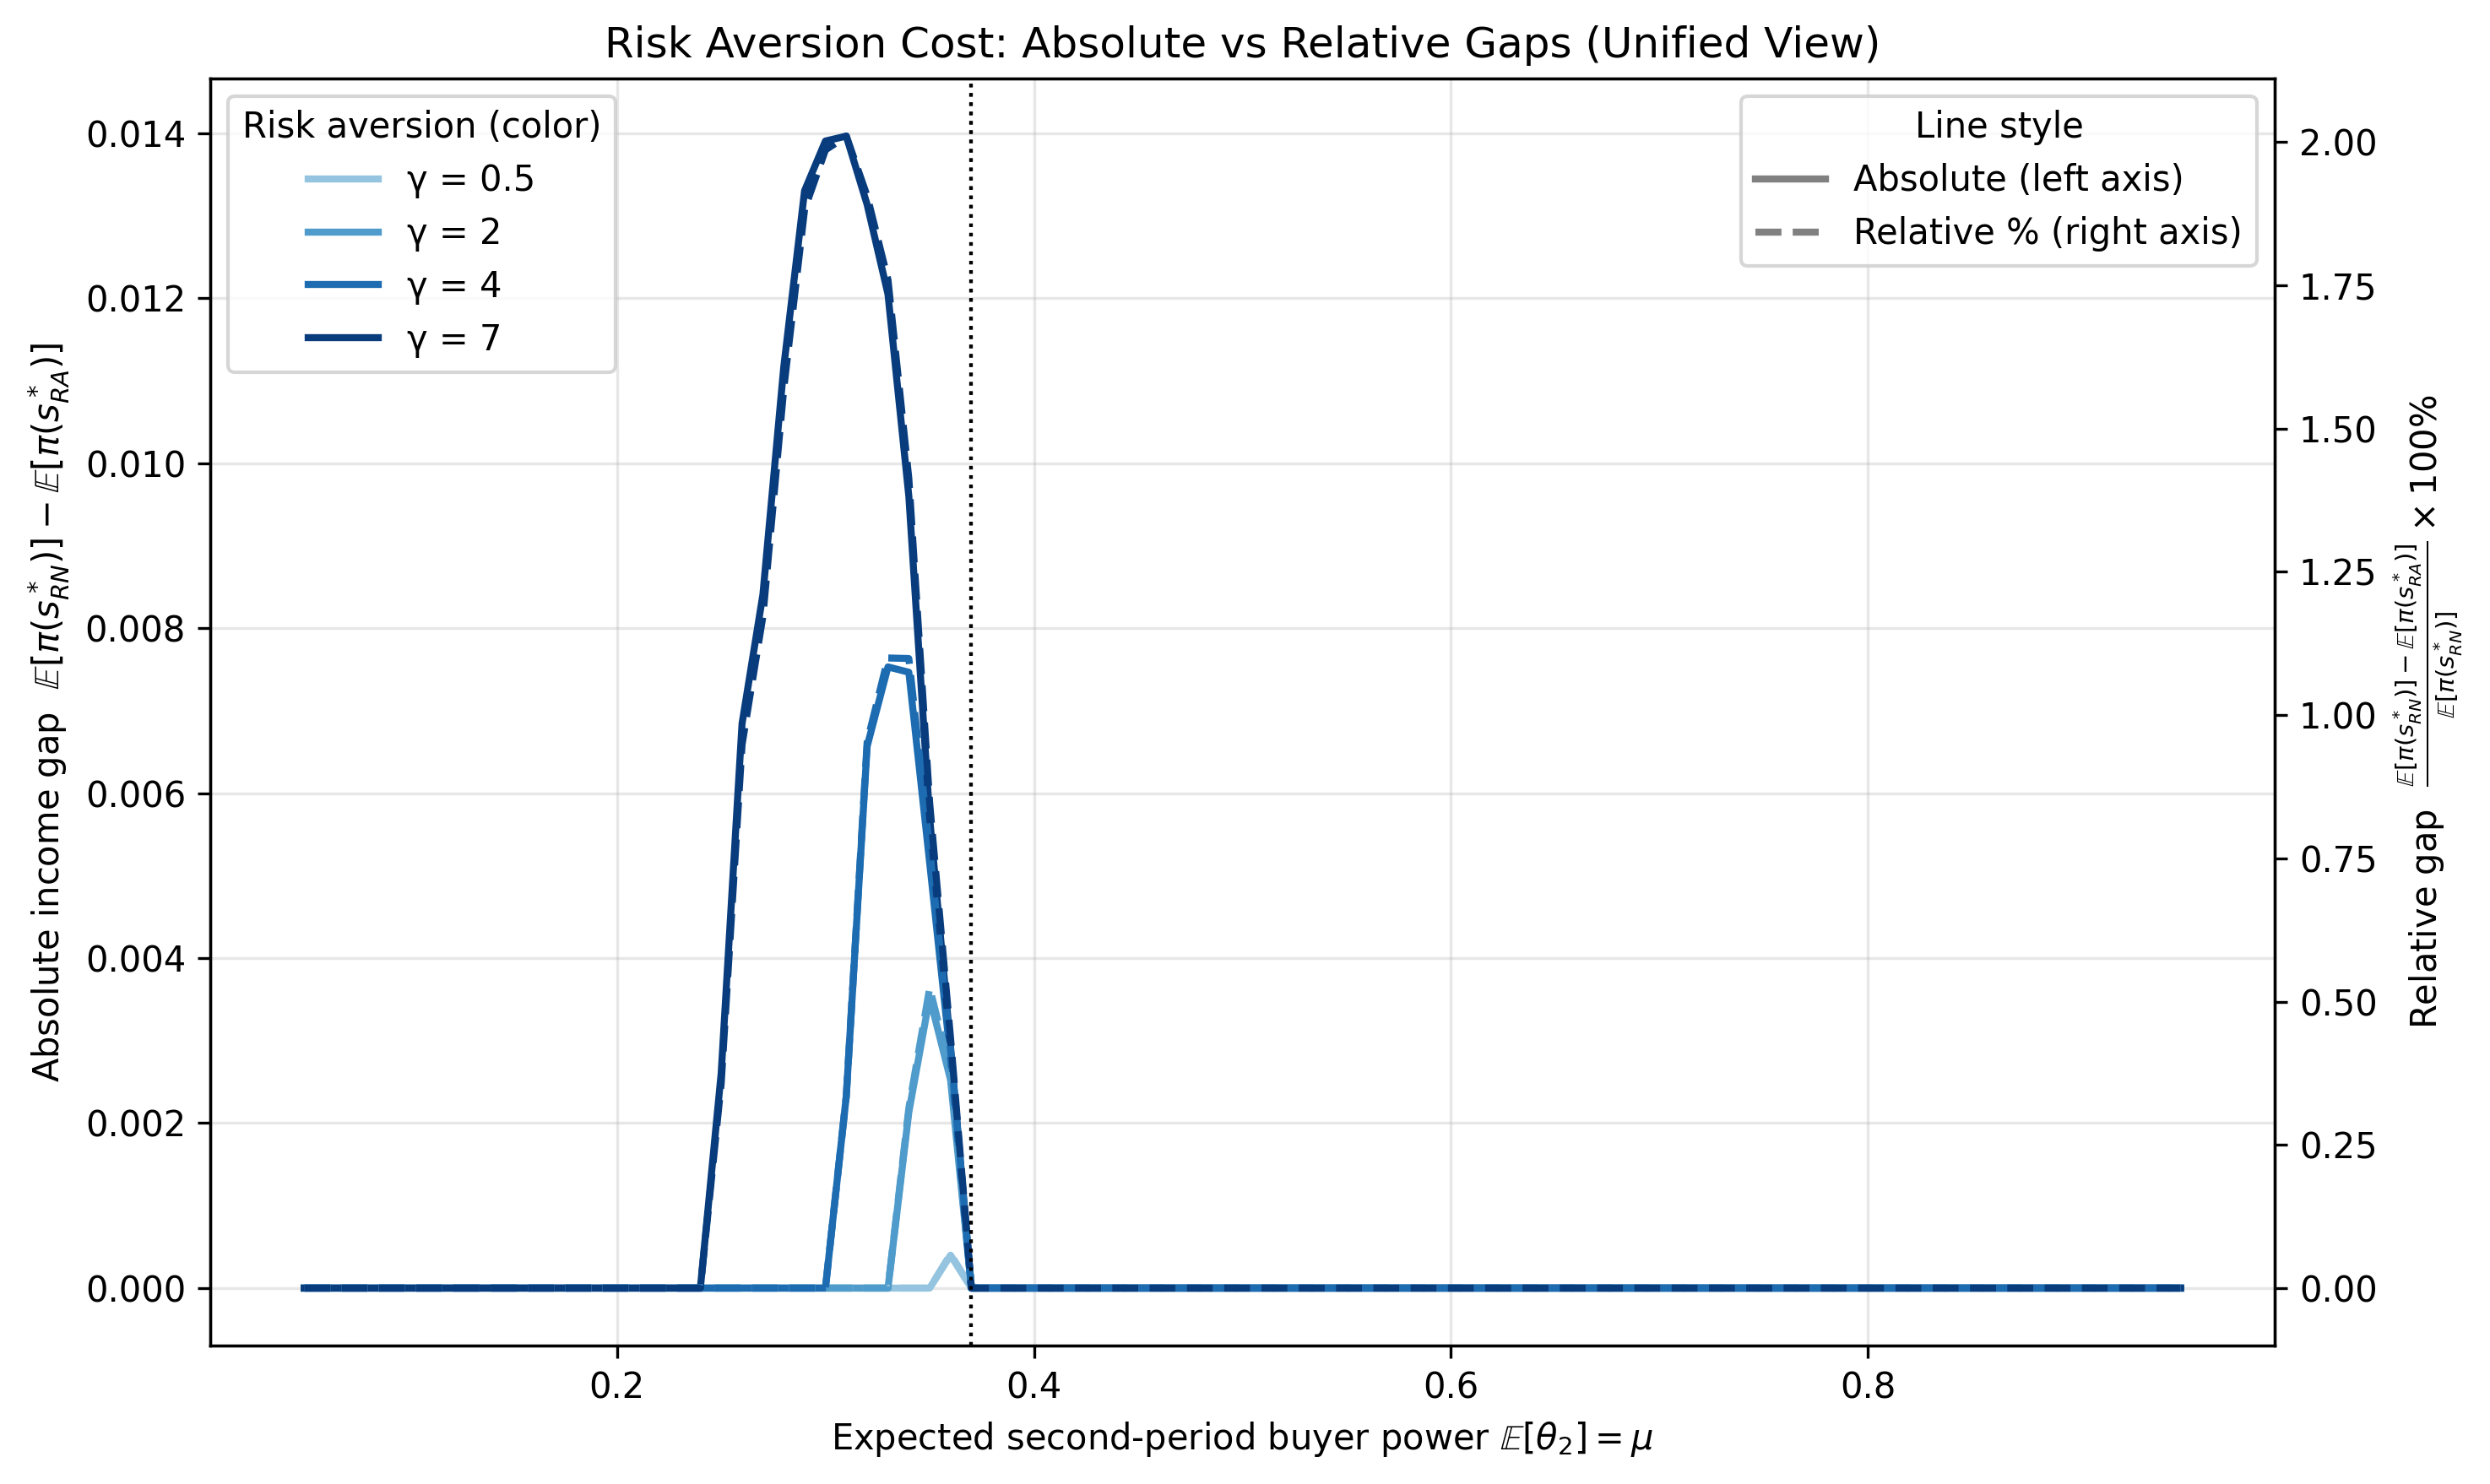 Risk Aversion Cost: Absolute vs Relative Gaps (Unified View)
Risk aversion (color)
γ = 0.5
γ = 2
γ = 4
γ = 7
Line style
Absolute (left axis)
Relative % (right axis)
Absolute income gap 𝔼[π(s*RN)] − 𝔼[π(s*RA)]
0.014
0.012
0.010
0.008
0.006
0.004
0.002
0.000
2.00
1.75
1.50
1.25
1.00
0.75
0.50
0.25
0.00
Relative gap (𝔼[π(s*RN)] − 𝔼[π(s*RA)]) / 𝔼[π(s*RN)] × 100%
0.2 0.4 0.6 0.8
Expected second-period buyer power 𝔼[θ₂] = μ